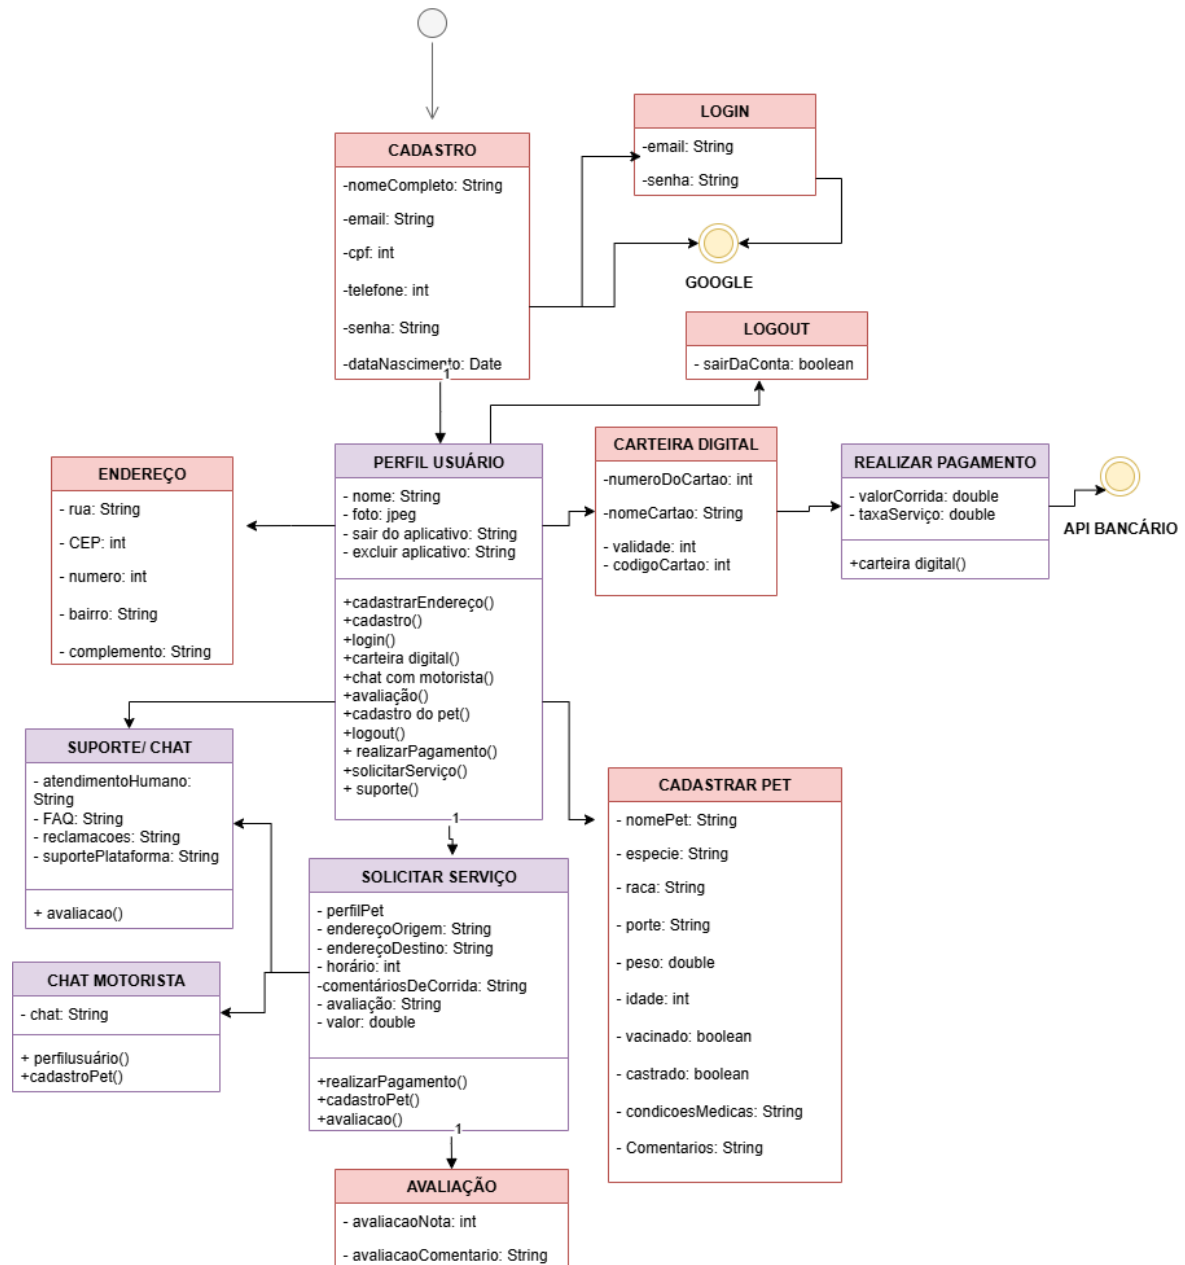 CADASTRO
-nomeCompleto: String
-email: String
-cpf: int
-telefone: int
-senha: String
-dataNascimento: Date
1
LOGIN
-email: String
-senha: String
GOOGLE
LOGOUT
- sairDaConta: boolean
PERFIL USUÁRIO
- nome: String
- foto: jpeg
- sair do aplicativo: String
- excluir aplicativo: String
+cadastrarEndereço()
+cadastro()
+login()
+carteira digital()
+chat com motorista()
+avaliação()
+cadastro do pet()
+logout()
+ realizarPagamento()
+solicitarServiço()
+ suporte()
1
CARTEIRA DIGITAL
-numeroDoCartao: int
-nomeCartao: String
- validade: int
- codigoCartao: int
REALIZAR PAGAMENTO
- valorCorrida: double
- taxaServiço: double
+carteira digital()
API BANCÁRIO
ENDEREÇO
- rua: String
- CEP: int
- numero: int
- bairro: String
- complemento: String
SUPORTE/ CHAT
- atendimentoHumano:
String
- FAQ: String
- reclamacoes: String
- suportePlataforma: String
+ avaliacao()
CHAT MOTORISTA
- chat: String
+ perfilusuário()
+cadastroPet()
SOLICITAR SERVIÇO
- perfilPet
- endereçoOrigem: String
- endereçoDestino: String
- horário: int
-comentáriosDeCorrida: String
- avaliação: String
- valor: double
+realizarPagamento()
+cadastroPet()
+avaliacao()
1
CADASTRAR PET
- nomePet: String
- especie: String
- raca: String
- porte: String
- peso: double
- idade: int
- vacinado: boolean
- castrado: boolean
- condicoesMedicas: String
- Comentarios: String
AVALIAÇÃO
- avaliacaoNota: int
- avaliacaoComentario: String